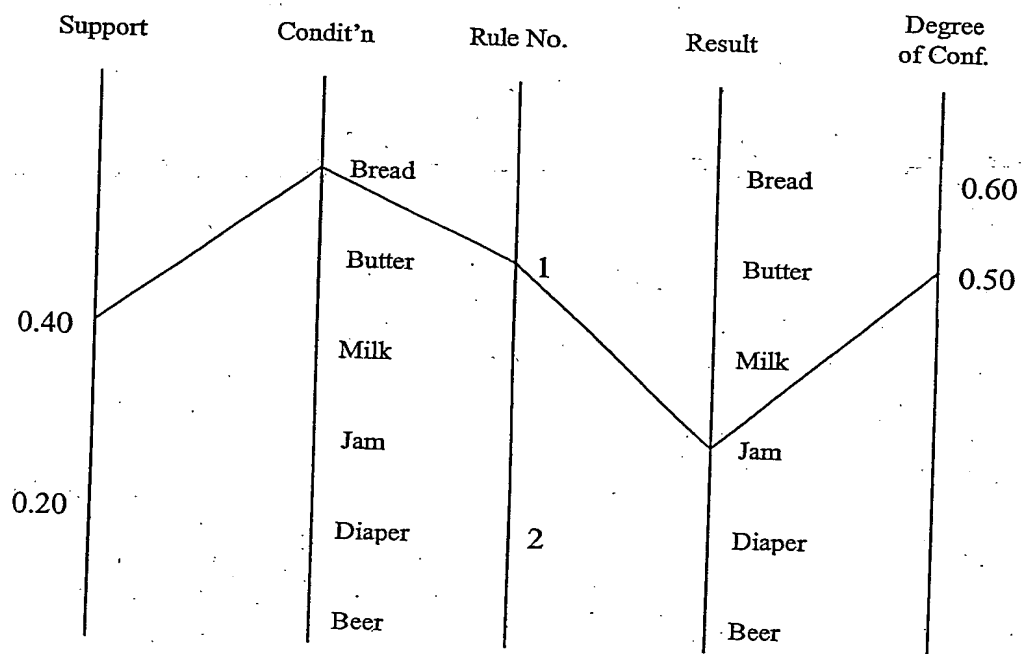 Support
Condit'n
Rule No.
Result
Degree
of Conf.
Bread
Bread
0.60
Butter
1
Butter
0.50
0.40
Milk
Milk
Jam
Jam
0.20
Diaper
2
Diaper
Beer
Beer